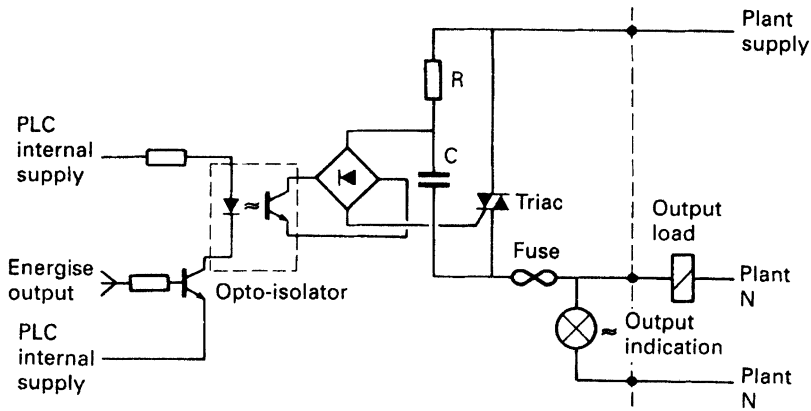 Plant
supply
R
PLC
internal
supply
C
Triac
Output
load
Fuse
Energise
output
Opto-isolator
Plant
N
PLC
internal
supply
Output
indication
Plant
N